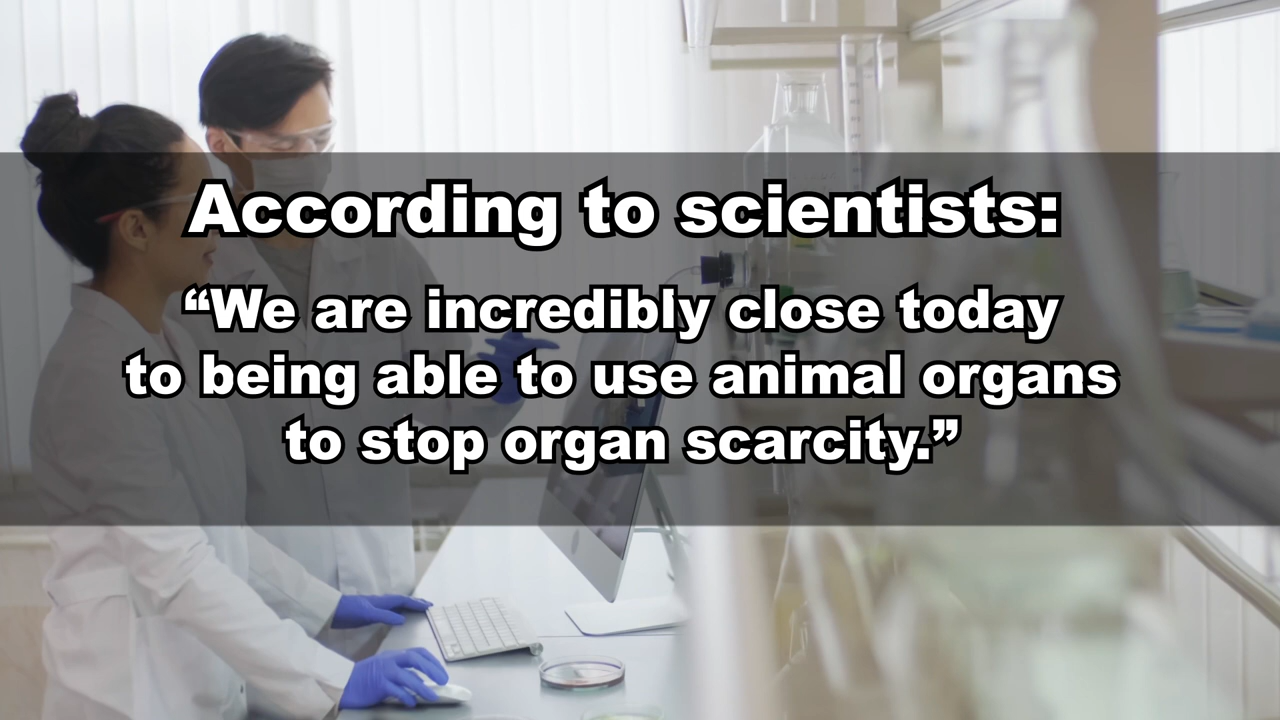 According to scientists:
“We are incredibly close today
to being able to use animal organs
to stop organ scarcity.”